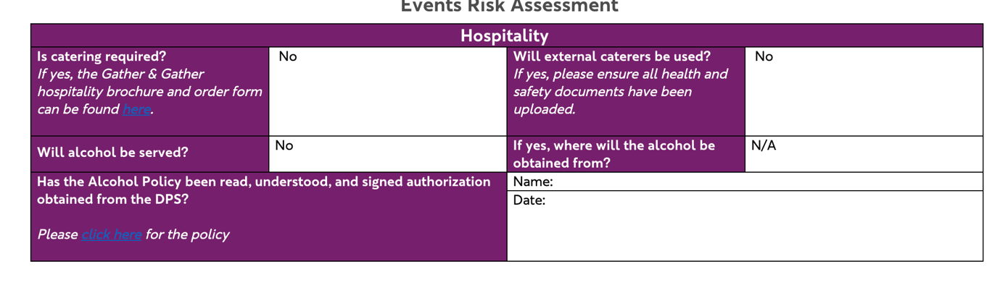 Events Risk Assessment
Hospitality
Is catering required?
If yes, the Gather & Gather
hospitality brochure and order form
can be found here.
No
Will external caterers be used?
If yes, please ensure all health and
safety documents have been
uploaded.
No
Will alcohol be served?
No
If yes, where will the alcohol be
obtained from?
N/A
Has the Alcohol Policy been read, understood, and signed authorization
obtained from the DPS?
Please click here for the policy
Name:
Date: